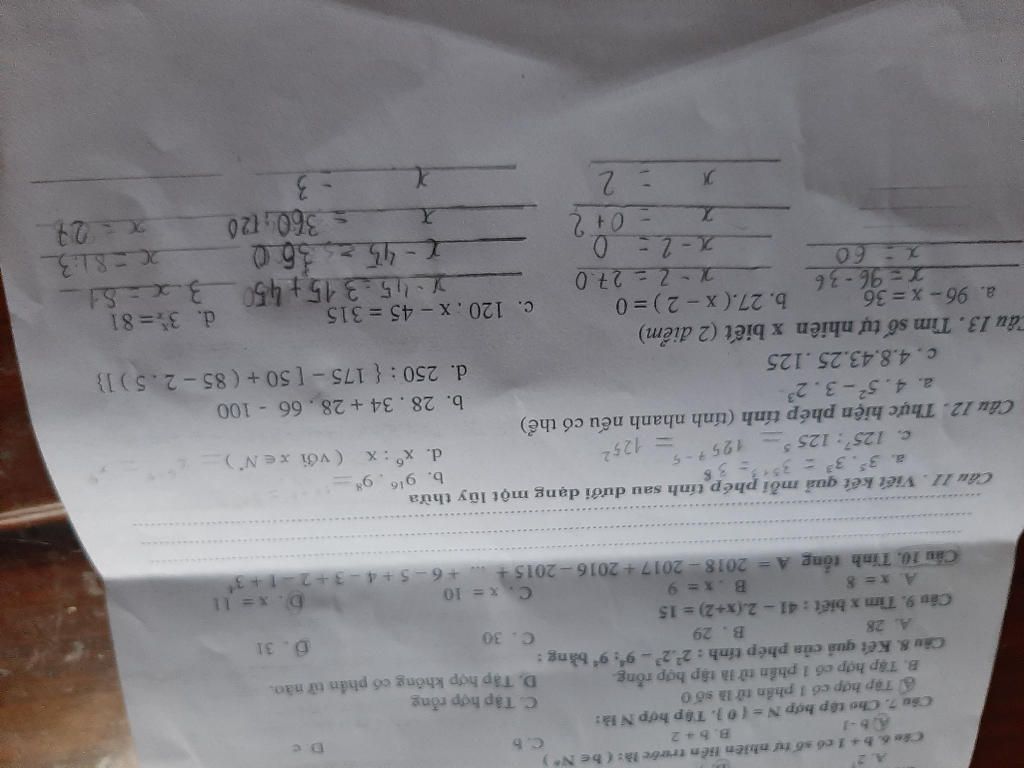 A. 2⁷
Câu 6. b + 1 có số tự nhiên liền trước là: ( b ∈ N* )
A. b -1 B. b + 2 C. b D c
Câu 7. Cho tập hợp N = { 0 }. Tập hợp N là:
A. Tập hợp có 1 phần tử là số 0 C. Tập hợp rỗng
B. Tập hợp có 1 phần tử là tập hợp rỗng. D. Tập hợp không có phần tử nào.
Câu 8. Kết quả của phép tính : 2².2³ – 9⁴: 9⁴ bằng :
A. 28 B . 29 C . 30 D . 31
Câu 9. Tìm x biết : 41 – 2.(x+2) = 15
A. x = 8 B . x = 9 C . x = 10 D . x = 11
Câu 10. Tính tổng A = 2018 – 2017 + 2016 – 2015 + ... + 6 – 5 + 4 – 3 + 2 – 1 + 3⁴
Câu 11 . Viết kết quả mỗi phép tính sau dưới dạng một lũy thừa
a. 3⁵. 3³ = 3⁵⁺³ = 3⁸ b. 9¹⁶ . 9⁸ =
c. 125⁷ : 125⁵ = 125⁷⁻⁵ = 125² d. x⁶ : x ( với x ∈ N* ) =
Câu 12 . Thực hiện phép tính (tính nhanh nếu có thể)
a. 4 . 5² – 3 . 2³ b. 28 . 34 + 28 . 66 - 100
c . 4.8.43.25 .125 d. 250 : { 175 – [ 50 + ( 85 – 2 . 5 ) ]}
Câu 13 . Tìm số tự nhiên x biết (2 điểm)
a. 96 – x = 36 b. 27.( x – 2 ) = 0 c. 120 : x – 45 = 315 d. 3x = 81
x = 96 - 36 x - 2 = 27.0 x - 45 = 315 + 450 3.x = 81
x = 60 x - 2 = 0 x - 45 = 360 x = 81:3
x = 0 + 2 x = 360:120 x = 27
x = 2 x = 3